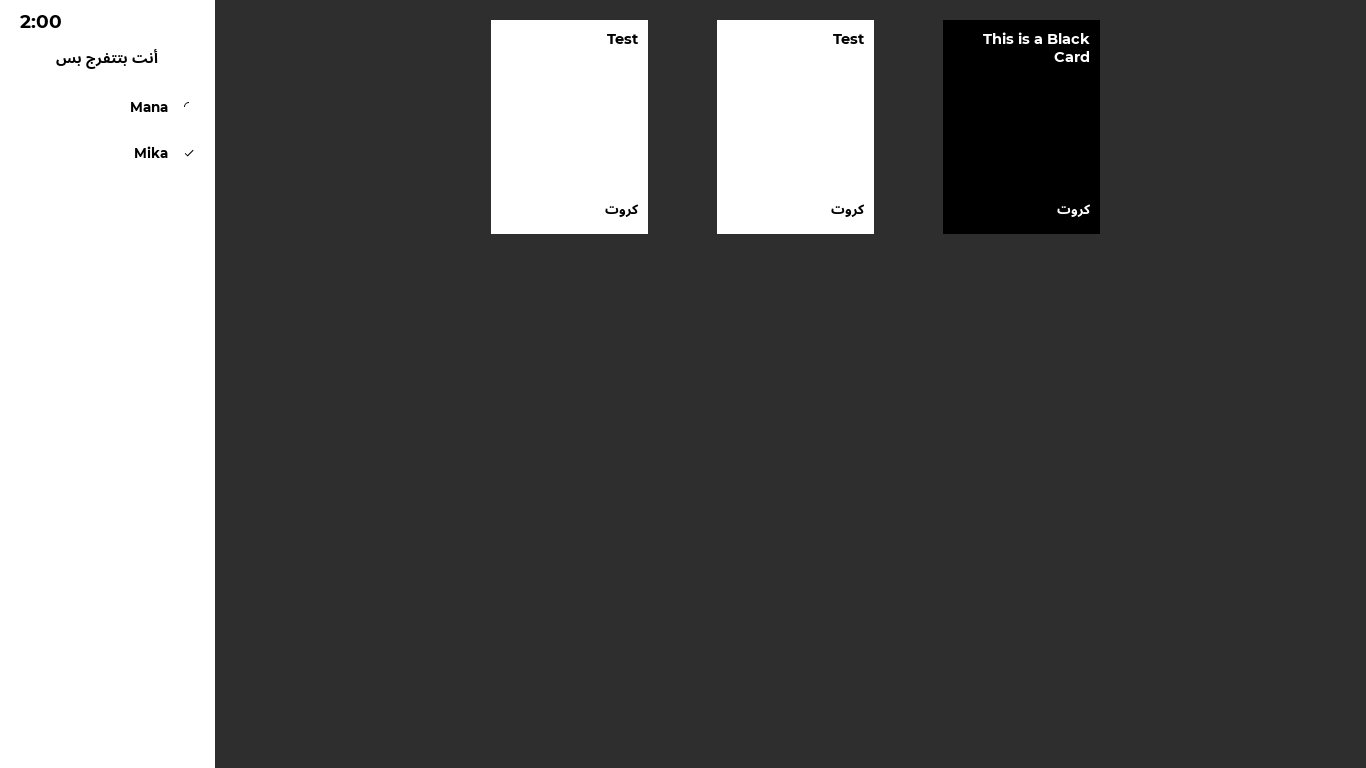 2:00
أنت بتتفرج بس
Mana
Mika
Test
Test
This is a Black
Card
كروت
كروت
كروت